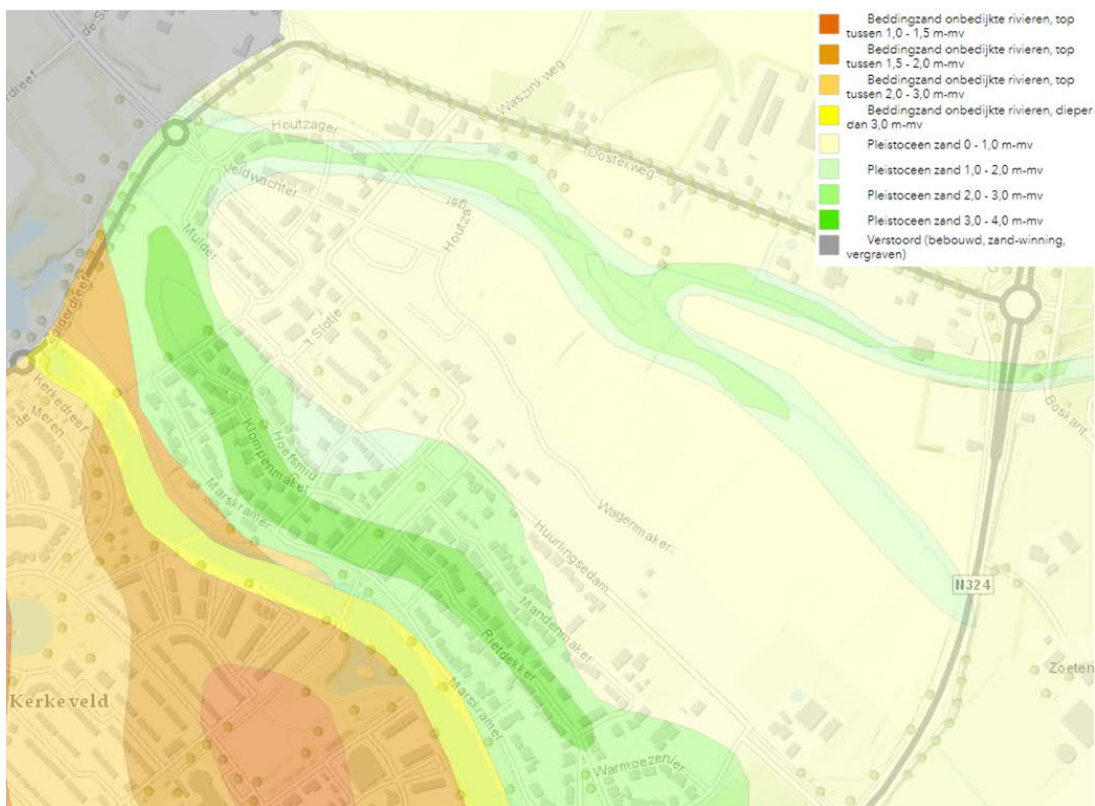 Beddingzand onbedijkte rivieren, top
tussen 1,0 - 1,5 m-mv
Beddingzand onbedijkte rivieren, top
tussen 1,5 - 2,0 m-mv
Beddingzand onbedijkte rivieren, top
tussen 2,0 - 3,0 m-mv
Beddingzand onbedijkte rivieren, dieper
dan 3,0 m-mv
Pleistoceen zand 0 - 1,0 m-mv
Pleistoceen zand 1,0 - 2,0 m-mv
Pleistoceen zand 2,0 - 3,0 m-mv
Pleistoceen zand 3,0 - 4,0 m-mv
Verstoord (bebouwd, zand-winning,
vergraven)
Waszinkweg
Houtzager
Oosterweg
Veldwachter
Houtza
ger
Mulder
Zalderdreef
't Slotje
Kerkedreef
de Meren
Hoefsmid
Klompenmaker
Marskramer
Wagenmaker
Huurlingsedam
Mandenmaker
Rietdekker
Marskramer
Boskant
N324
Zoeten
Kerkeveld
Warmoezenier